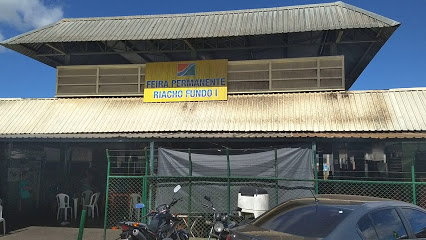 FEIRA PERMANENTE
RIACHO FUNDO I